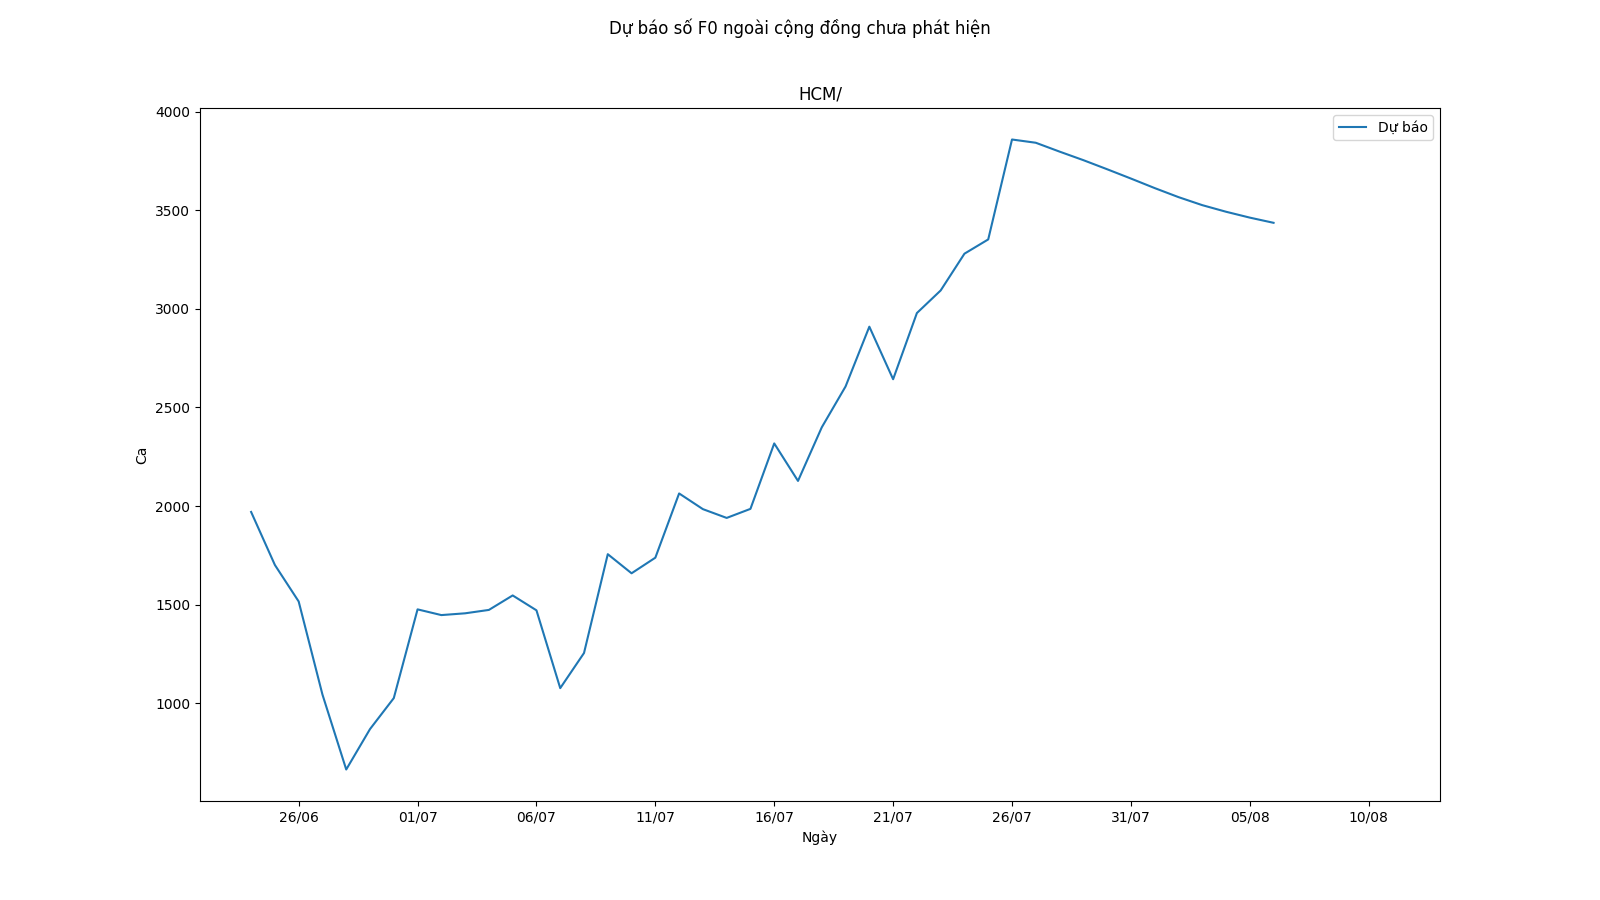 Dự báo số F0 ngoài cộng đồng chưa phát hiện
HCM/
Dự báo
4000
3500
3000
2500
2000
1500
1000
Ca
26/06 01/07 06/07 11/07 16/07 21/07 26/07 31/07 05/08 10/08
Ngày